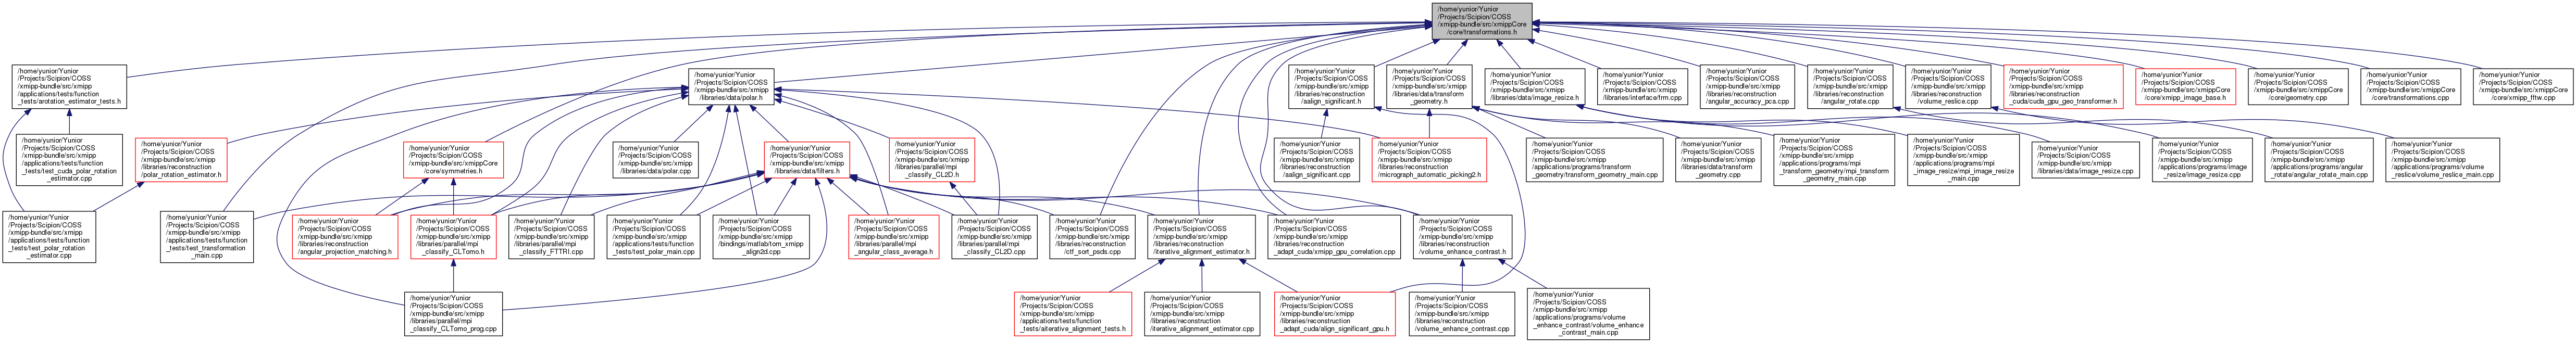 /home/yunior/Yunior
/Projects/Scipion/COSS
/xmipp-bundle/src/xmippCore
/core/transformations.h
/home/yunior/Yunior
/Projects/Scipion/COSS
/xmipp-bundle/src/xmipp
/applications/tests/function
_tests/arotation_estimator_tests.h
/home/yunior/Yunior
/Projects/Scipion/COSS
/xmipp-bundle/src/xmipp
/libraries/data/polar.h
/home/yunior/Yunior
/Projects/Scipion/COSS
/xmipp-bundle/src/xmipp
/libraries/reconstruction
/aalign_significant.h
/home/yunior/Yunior
/Projects/Scipion/COSS
/xmipp-bundle/src/xmipp
/libraries/data/transform
_geometry.h
/home/yunior/Yunior
/Projects/Scipion/COSS
/xmipp-bundle/src/xmipp
/libraries/data/image_resize.h
/home/yunior/Yunior
/Projects/Scipion/COSS
/xmipp-bundle/src/xmipp
/libraries/interface/frm.cpp
/home/yunior/Yunior
/Projects/Scipion/COSS
/xmipp-bundle/src/xmipp
/libraries/reconstruction
/angular_accuracy_pca.cpp
/home/yunior/Yunior
/Projects/Scipion/COSS
/xmipp-bundle/src/xmipp
/libraries/reconstruction
/angular_rotate.cpp
/home/yunior/Yunior
/Projects/Scipion/COSS
/xmipp-bundle/src/xmipp
/libraries/reconstruction
/volume_reslice.cpp
/home/yunior/Yunior
/Projects/Scipion/COSS
/xmipp-bundle/src/xmipp
/libraries/reconstruction
_cuda/cuda_gpu_geo_transformer.h
/home/yunior/Yunior
/Projects/Scipion/COSS
/xmipp-bundle/src/xmippCore
/core/xmipp_image_base.h
/home/yunior/Yunior
/Projects/Scipion/COSS
/xmipp-bundle/src/xmippCore
/core/geometry.cpp
/home/yunior/Yunior
/Projects/Scipion/COSS
/xmipp-bundle/src/xmippCore
/core/transformations.cpp
/home/yunior/Yunior
/Projects/Scipion/COSS
/xmipp-bundle/src/xmippCore
/core/xmipp_fftw.cpp
/home/yunior/Yunior
/Projects/Scipion/COSS
/xmipp-bundle/src/xmipp
/applications/tests/function
_tests/test_cuda_polar_rotation
_estimator.cpp
/home/yunior/Yunior
/Projects/Scipion/COSS
/xmipp-bundle/src/xmipp
/libraries/reconstruction
/polar_rotation_estimator.h
/home/yunior/Yunior
/Projects/Scipion/COSS
/xmipp-bundle/src/xmippCore
/core/symmetries.h
/home/yunior/Yunior
/Projects/Scipion/COSS
/xmipp-bundle/src/xmipp
/libraries/data/polar.cpp
/home/yunior/Yunior
/Projects/Scipion/COSS
/xmipp-bundle/src/xmipp
/libraries/data/filters.h
/home/yunior/Yunior
/Projects/Scipion/COSS
/xmipp-bundle/src/xmipp
/libraries/parallel/mpi
_classify_CL2D.h
/home/yunior/Yunior
/Projects/Scipion/COSS
/xmipp-bundle/src/xmipp
/libraries/reconstruction
/aalign_significant.cpp
/home/yunior/Yunior
/Projects/Scipion/COSS
/xmipp-bundle/src/xmipp
/libraries/reconstruction
/micrograph_automatic_picking2.h
/home/yunior/Yunior
/Projects/Scipion/COSS
/xmipp-bundle/src/xmipp
/applications/programs/transform
_geometry/transform_geometry_main.cpp
/home/yunior/Yunior
/Projects/Scipion/COSS
/xmipp-bundle/src/xmipp
/libraries/data/transform
_geometry.cpp
/home/yunior/Yunior
/Projects/Scipion/COSS
/xmipp-bundle/src/xmipp
/applications/programs/mpi
_transform_geometry/mpi_transform
_geometry_main.cpp
/home/yunior/Yunior
/Projects/Scipion/COSS
/xmipp-bundle/src/xmipp
/applications/programs/mpi
_image_resize/mpi_image_resize
_main.cpp
/home/yunior/Yunior
/Projects/Scipion/COSS
/xmipp-bundle/src/xmipp
/libraries/data/image_resize.cpp
/home/yunior/Yunior
/Projects/Scipion/COSS
/xmipp-bundle/src/xmipp
/applications/programs/image
_resize/image_resize.cpp
/home/yunior/Yunior
/Projects/Scipion/COSS
/xmipp-bundle/src/xmipp
/applications/programs/angular
_rotate/angular_rotate_main.cpp
/home/yunior/Yunior
/Projects/Scipion/COSS
/xmipp-bundle/src/xmipp
/applications/programs/volume
_reslice/volume_reslice_main.cpp
/home/yunior/Yunior
/Projects/Scipion/COSS
/xmipp-bundle/src/xmipp
/applications/tests/function
_tests/test_polar_rotation
_estimator.cpp
/home/yunior/Yunior
/Projects/Scipion/COSS
/xmipp-bundle/src/xmipp
/applications/tests/function
_tests/test_transformation
_main.cpp
/home/yunior/Yunior
/Projects/Scipion/COSS
/xmipp-bundle/src/xmipp
/libraries/reconstruction
/angular_projection_matching.h
/home/yunior/Yunior
/Projects/Scipion/COSS
/xmipp-bundle/src/xmipp
/libraries/parallel/mpi
_classify_CLTomo.h
/home/yunior/Yunior
/Projects/Scipion/COSS
/xmipp-bundle/src/xmipp
/libraries/parallel/mpi
_classify_FTTRI.cpp
/home/yunior/Yunior
/Projects/Scipion/COSS
/xmipp-bundle/src/xmipp
/applications/tests/function
_tests/test_polar_main.cpp
/home/yunior/Yunior
/Projects/Scipion/COSS
/xmipp-bundle/src/xmipp
/bindings/matlab/tom_xmipp
_align2d.cpp
/home/yunior/Yunior
/Projects/Scipion/COSS
/xmipp-bundle/src/xmipp
/libraries/parallel/mpi
_angular_class_average.h
/home/yunior/Yunior
/Projects/Scipion/COSS
/xmipp-bundle/src/xmipp
/libraries/parallel/mpi
_classify_CL2D.cpp
/home/yunior/Yunior
/Projects/Scipion/COSS
/xmipp-bundle/src/xmipp
/libraries/reconstruction
/ctf_sort_psds.cpp
/home/yunior/Yunior
/Projects/Scipion/COSS
/xmipp-bundle/src/xmipp
/libraries/reconstruction
/iterative_alignment_estimator.h
/home/yunior/Yunior
/Projects/Scipion/COSS
/xmipp-bundle/src/xmipp
/libraries/reconstruction
_adapt_cuda/xmipp_gpu_correlation.cpp
/home/yunior/Yunior
/Projects/Scipion/COSS
/xmipp-bundle/src/xmipp
/libraries/reconstruction
/volume_enhance_contrast.h
/home/yunior/Yunior
/Projects/Scipion/COSS
/xmipp-bundle/src/xmipp
/libraries/parallel/mpi
_classify_CLTomo_prog.cpp
/home/yunior/Yunior
/Projects/Scipion/COSS
/xmipp-bundle/src/xmipp
/applications/tests/function
_tests/aiterative_alignment_tests.h
/home/yunior/Yunior
/Projects/Scipion/COSS
/xmipp-bundle/src/xmipp
/libraries/reconstruction
/iterative_alignment_estimator.cpp
/home/yunior/Yunior
/Projects/Scipion/COSS
/xmipp-bundle/src/xmipp
/libraries/reconstruction
_adapt_cuda/align_significant_gpu.h
/home/yunior/Yunior
/Projects/Scipion/COSS
/xmipp-bundle/src/xmipp
/libraries/reconstruction
/volume_enhance_contrast.cpp
/home/yunior/Yunior
/Projects/Scipion/COSS
/xmipp-bundle/src/xmipp
/applications/programs/volume
_enhance_contrast/volume_enhance
_contrast_main.cpp